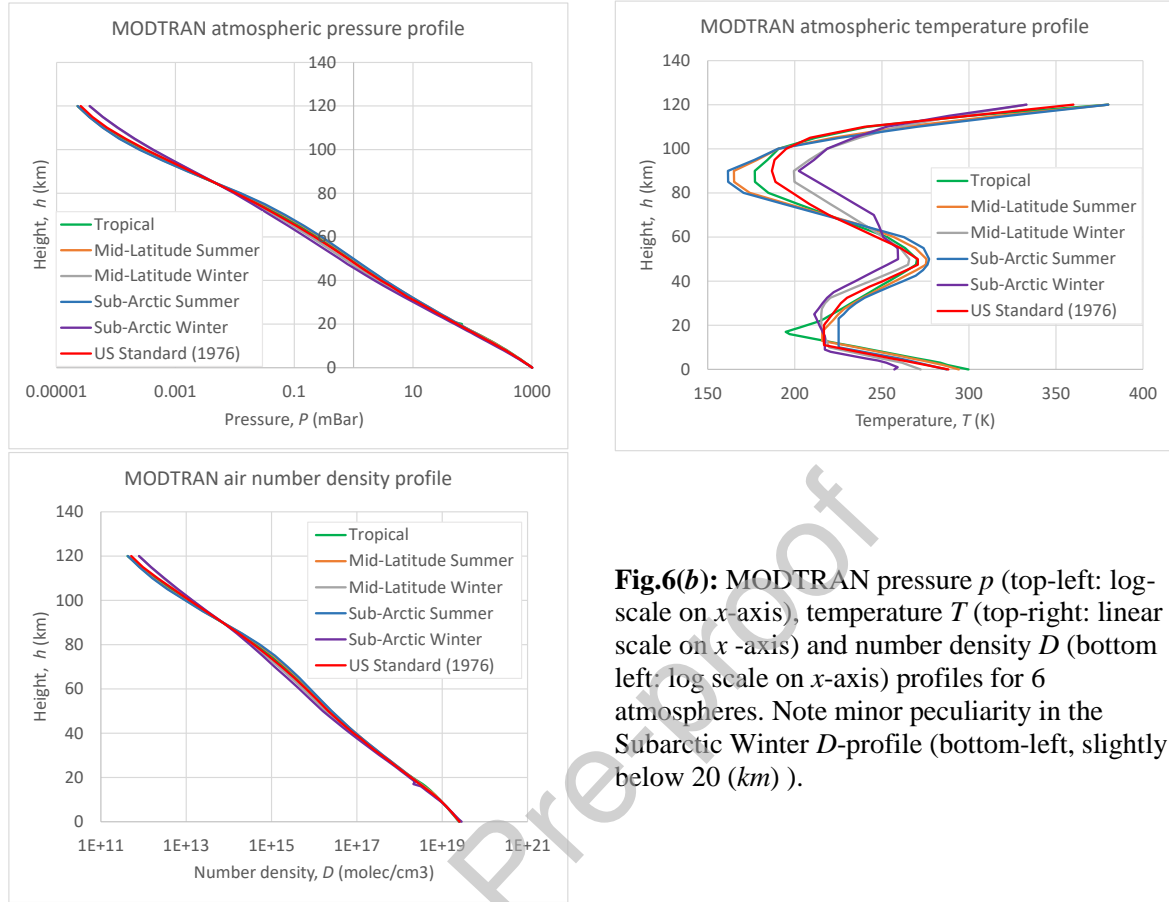 MODTRAN atmospheric pressure profile
140
120
100
80
60
40
20
0
0.00001
0.001
0.1
10
1000
Height, h (km)
Pressure, P (mBar)
Tropical
Mid-Latitude Summer
Mid-Latitude Winter
Sub-Arctic Summer
Sub-Arctic Winter
US Standard (1976)
MODTRAN atmospheric temperature profile
140
120
100
80
60
40
20
0
150
200
250
300
350
400
Height, h (km)
Temperature, T (K)
Tropical
Mid-Latitude Summer
Mid-Latitude Winter
Sub-Arctic Summer
Sub-Arctic Winter
US Standard (1976)
MODTRAN air number density profile
140
120
100
80
60
40
20
0
1E+11
1E+13
1E+15
1E+17
1E+19
1E+21
Height, h (km)
Number density, D (molec/cm3)
Tropical
Mid-Latitude Summer
Mid-Latitude Winter
Sub-Arctic Summer
Sub-Arctic Winter
US Standard (1976)
Fig.6(b): MODTRAN pressure p (top-left: log-
scale on x-axis), temperature T (top-right: linear
scale on x -axis) and number density D (bottom
left: log scale on x-axis) profiles for 6
atmospheres. Note minor peculiarity in the
Subarctic Winter D-profile (bottom-left, slightly
below 20 (km) ).
Pre-proof